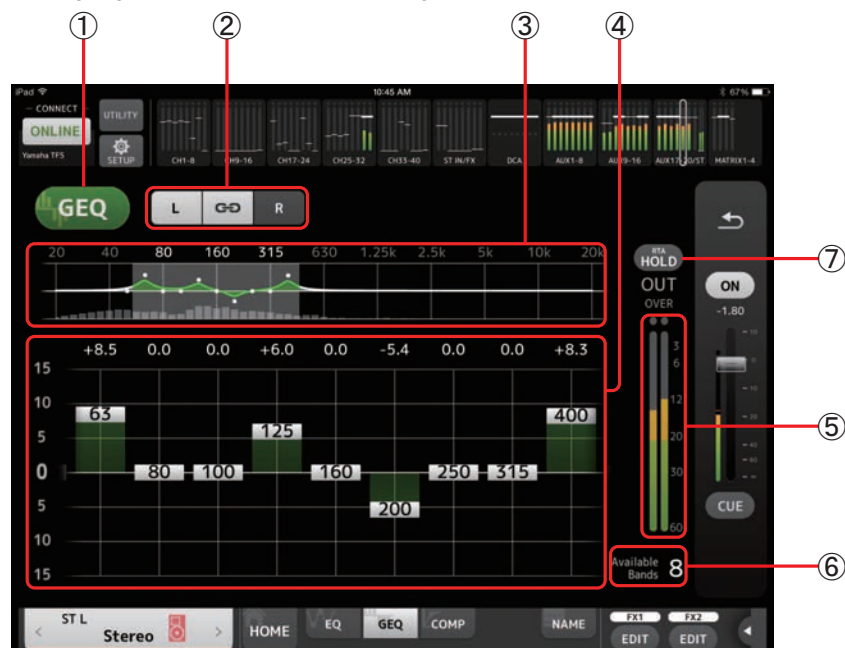 ① ② ③ ④
iPad 10:45 AM 67%
CONNECT
ONLINE
Yamaha TF5
UTILITY
SETUP
CH1-8 CH9-16 CH17-24 CH25-32 CH33-40 ST IN/FX DCA AUX1-8 AUX9-16 AUX17-20/ST MATRIX1-4
GEQ
L R
20 40 80 160 315 630 1.25k 2.5k 5k 10k 20k
RTA
HOLD
⑦
OUT
OVER
ON
-1.80
+8.5 0.0 0.0 +6.0 0.0 -5.4 0.0 0.0 +8.3
15
10
5
0
5
10
15
63 80 100 125 160 200 250 315 400
3
6
12
20
30
60
⑤
10
0
10
20
40
60
∞
CUE
Available
Bands 8
⑥
< ST L
Stereo >
HOME EQ GEQ COMP NAME
FX1 FX2
EDIT EDIT